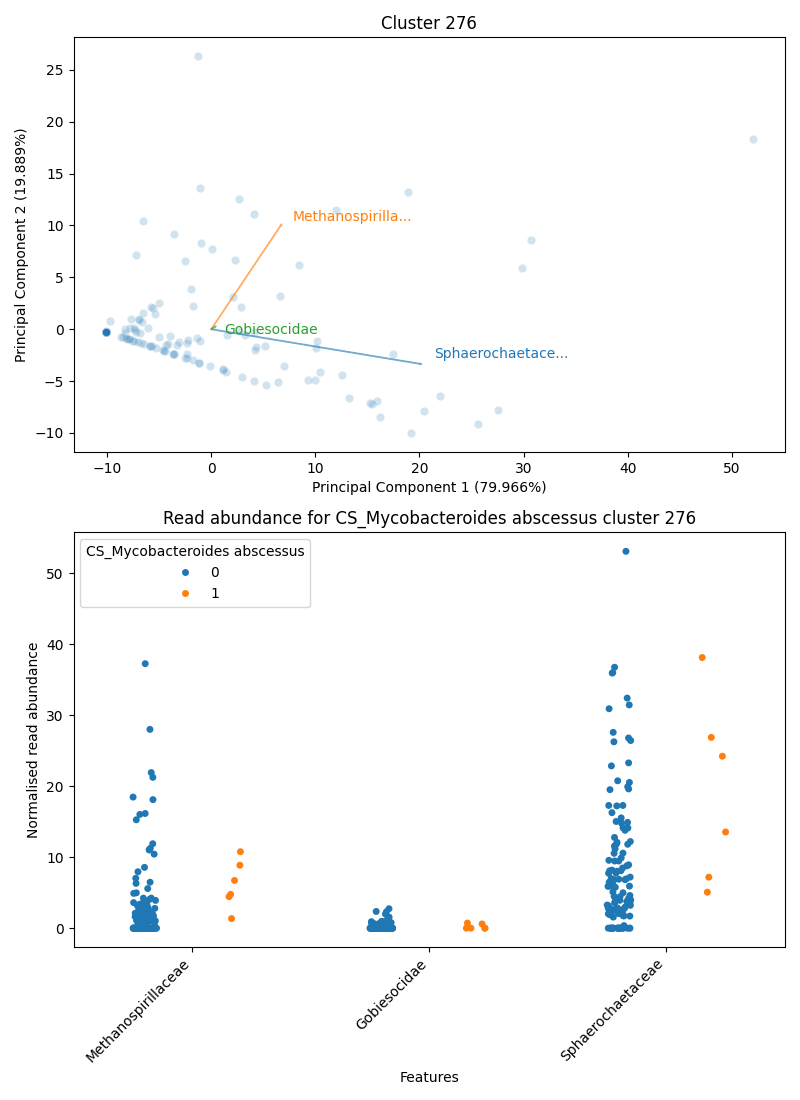 Cluster 276
Principal Component 2 (19.889%)
25
20
15
10
5
0
−5
−10
Methanospirilla...
Gobiesocidae
Sphaerochaetace...
−10 0 10 20 30 40 50
Principal Component 1 (79.966%)
Read abundance for CS_Mycobacteroides abscessus cluster 276
CS_Mycobacteroides abscessus
0
1
Normalised read abundance
50
40
30
20
10
0
Methanospirillaceae
Gobiesocidae
Sphaerochaetaceae
Features